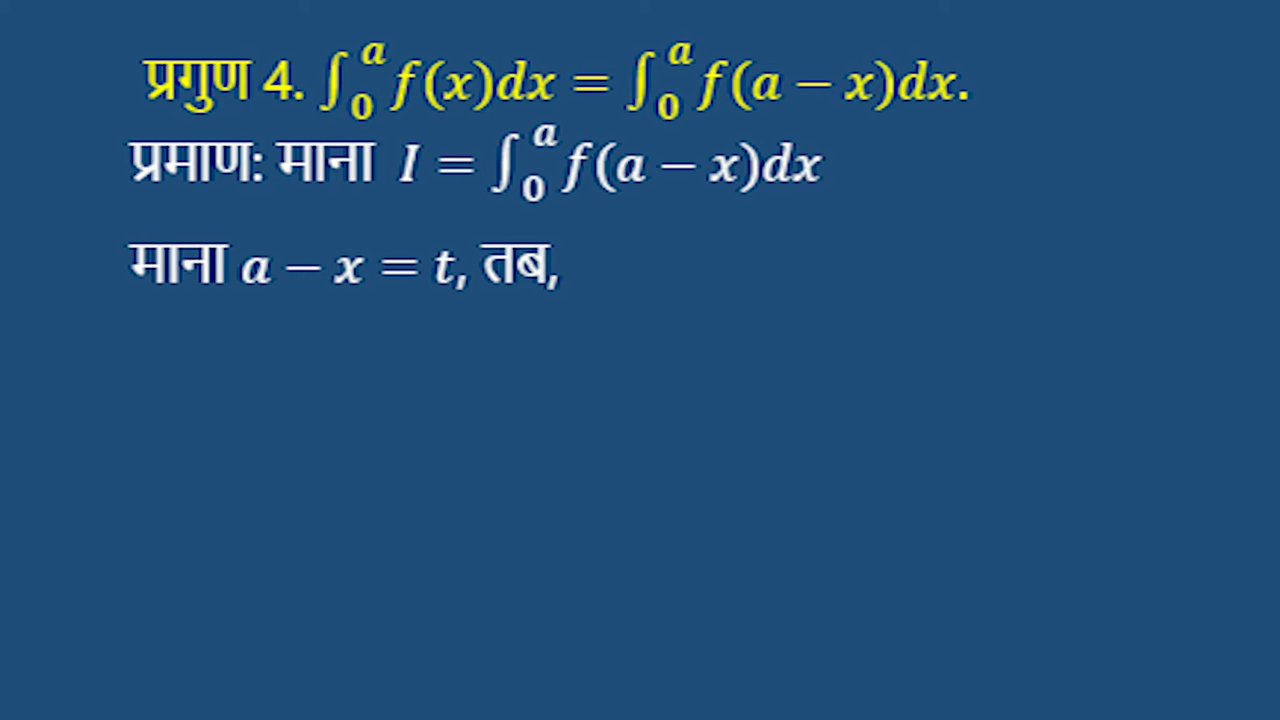 प्रगुण 4. ∫₀ᵃ f(x)dx = ∫₀ᵃ f(a − x)dx.
प्रमाण: माना I = ∫₀ᵃ f(a − x)dx
माना a − x = t, तब,